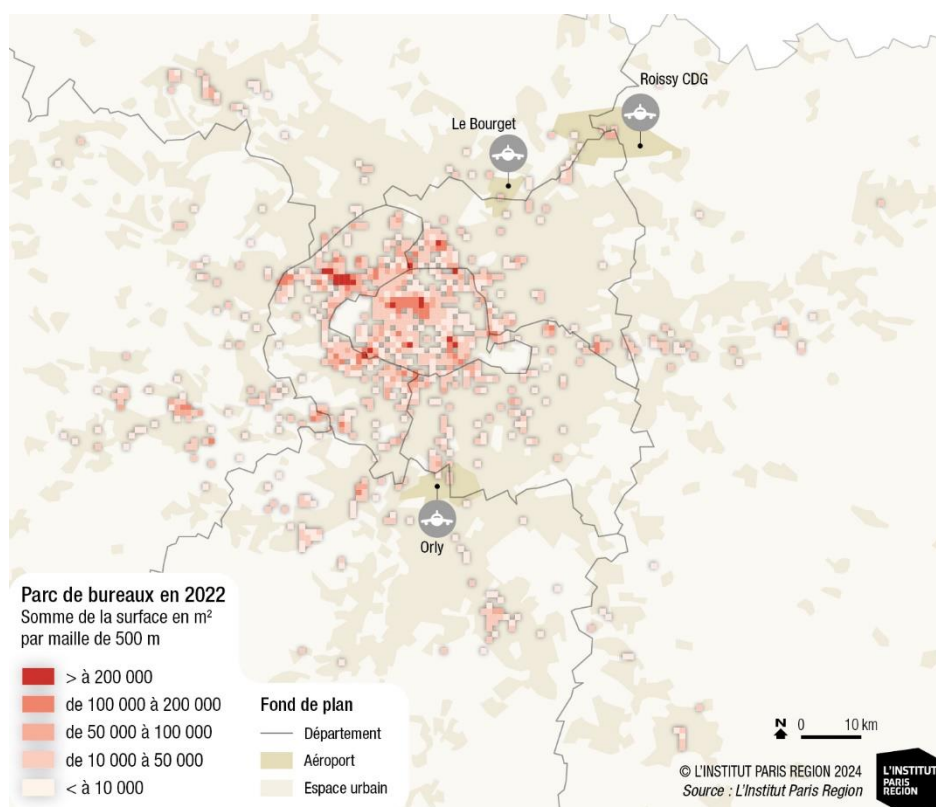 Roissy CDG
Le Bourget
Orly
Parc de bureaux en 2022
Somme de la surface en m²
par maille de 500 m
> à 200 000
de 100 000 à 200 000
de 50 000 à 100 000
de 10 000 à 50 000
< à 10 000
Fond de plan
Département
Aéroport
Espace urbain
N 0 10 km
© L'INSTITUT PARIS REGION 2024
Source : L'Institut Paris Region
L'INSTITUT
PARIS
REGION